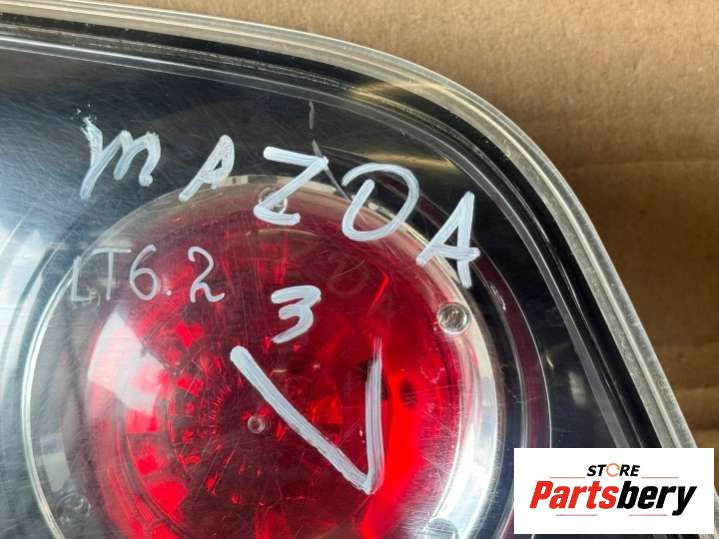 MAZDA
LT6.2
3
V
STORE
Partsbery